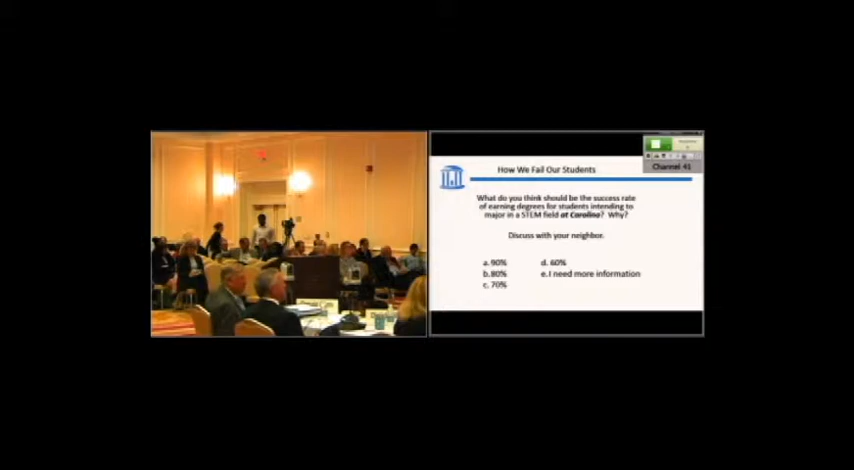 How We Fail Our Students
What do you think should be the success rate
of earning degrees for students intending to
major in a STEM field at Carolina?  Why?
Discuss with your neighbor.
a. 90%
b. 80%
c. 70%
d. 60%
e. I need more information
Channel 41